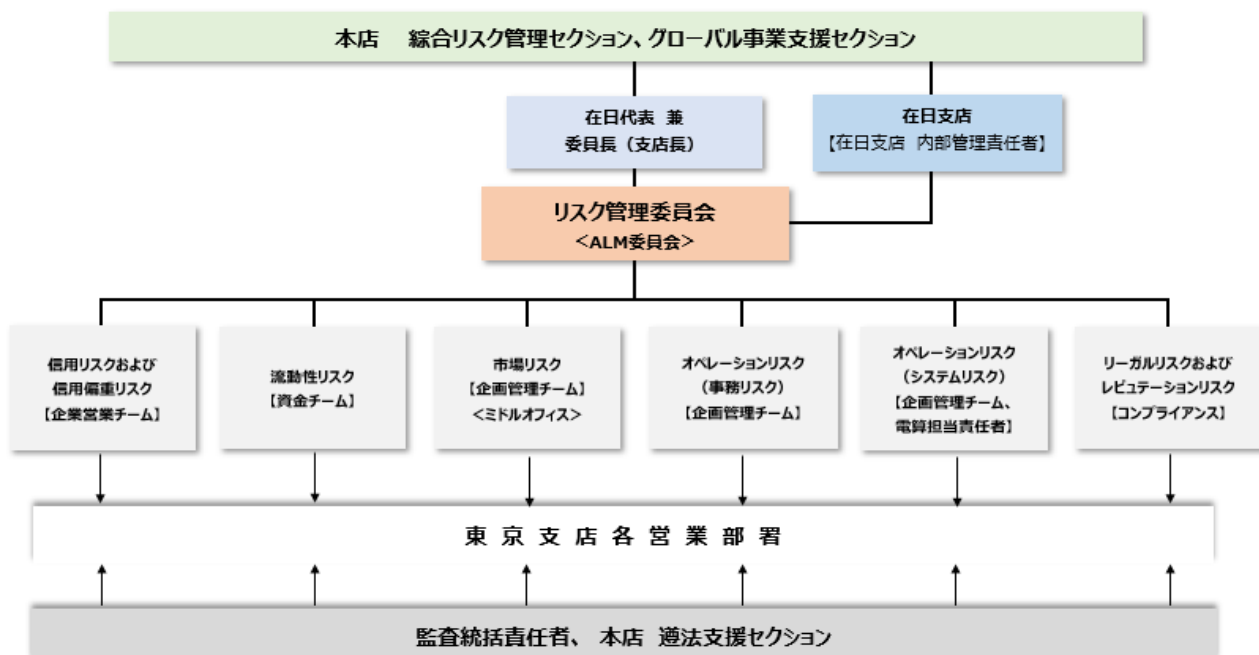 本店　綜合リスク管理セクション、グローバル事業支援セクション
在日代表 兼
委員長（支店長）
在日支店
【在日支店 内部管理責任者】
リスク管理委員会
＜ALM委員会＞
信用リスクおよび
信用偏重リスク
【企業営業チーム】
流動性リスク
【資金チーム】
市場リスク
【企画管理チーム】
＜ミドルオフィス＞
オペレーションリスク
（事務リスク）
【企画管理チーム】
オペレーションリスク
（システムリスク）
【企画管理チーム、
電算担当責任者】
リーガルリスクおよび
レピュテーションリスク
【コンプライアンス】
東 京 支 店 各 営 業 部 署
監査統括責任者、 本店 遵法支援セクション